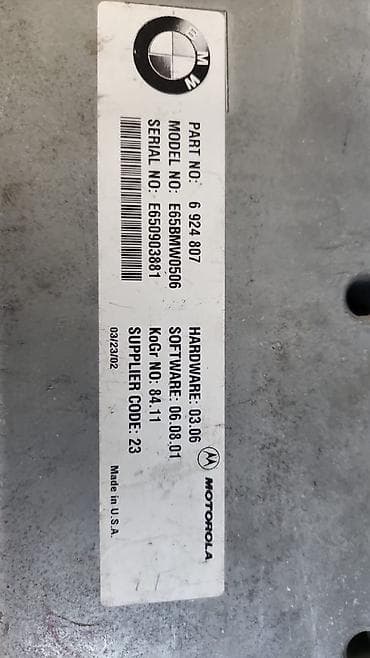 BMW
PART NO: 6 924 807
MODEL NO: E65BMW0506
SERIAL NO: E650903881
MOTOROLA
HARDWARE: 03.06
SOFTWARE: 06.08.01
KoGr NO: 84.11
SUPPLIER CODE: 23
03/23/02
Made in U.S.A.